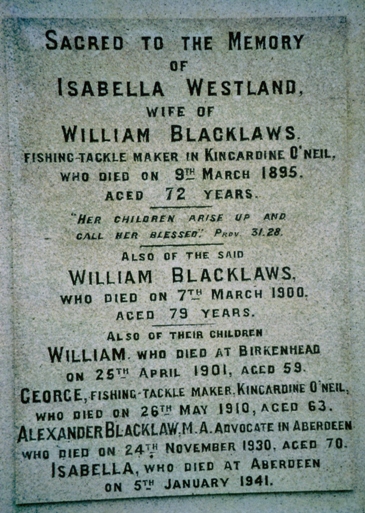 SACRED TO THE MEMORY
OF
ISABELLA WESTLAND,
WIFE OF
WILLIAM BLACKLAWS,
FISHING-TACKLE MAKER IN KINCARDINE O'NEIL,
WHO DIED ON 9TH MARCH 1895.
AGED 72 YEARS.
"HER CHILDREN ARISE UP AND
CALL HER BLESSED". PROV. 31.28.
ALSO OF THE SAID
WILLIAM BLACKLAWS,
WHO DIED ON 7TH MARCH 1900.
AGED 79 YEARS.
ALSO OF THEIR CHILDREN
WILLIAM, WHO DIED AT BIRKENHEAD
ON 25TH APRIL 1901, AGED 59.
GEORGE, FISHING-TACKLE MAKER, KINCARDINE O'NEIL,
WHO DIED ON 26TH MAY 1910, AGED 63.
ALEXANDER BLACKLAW, M.A. ADVOCATE IN ABERDEEN
WHO DIED ON 24TH NOVEMBER 1930, AGED 70.
ISABELLA, WHO DIED AT ABERDEEN
ON 5TH JANUARY 1941.